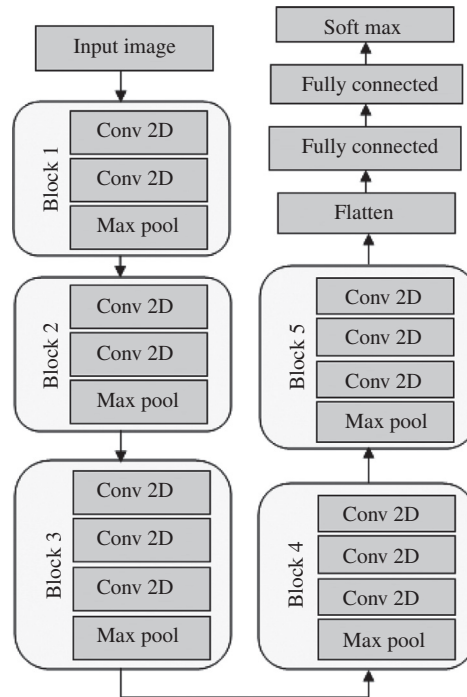 Input image
Block 1
Conv 2D
Conv 2D
Max pool
Block 2
Conv 2D
Conv 2D
Max pool
Block 3
Conv 2D
Conv 2D
Conv 2D
Max pool
Block 4
Conv 2D
Conv 2D
Conv 2D
Max pool
Block 5
Conv 2D
Conv 2D
Conv 2D
Max pool
Flatten
Fully connected
Fully connected
Soft max